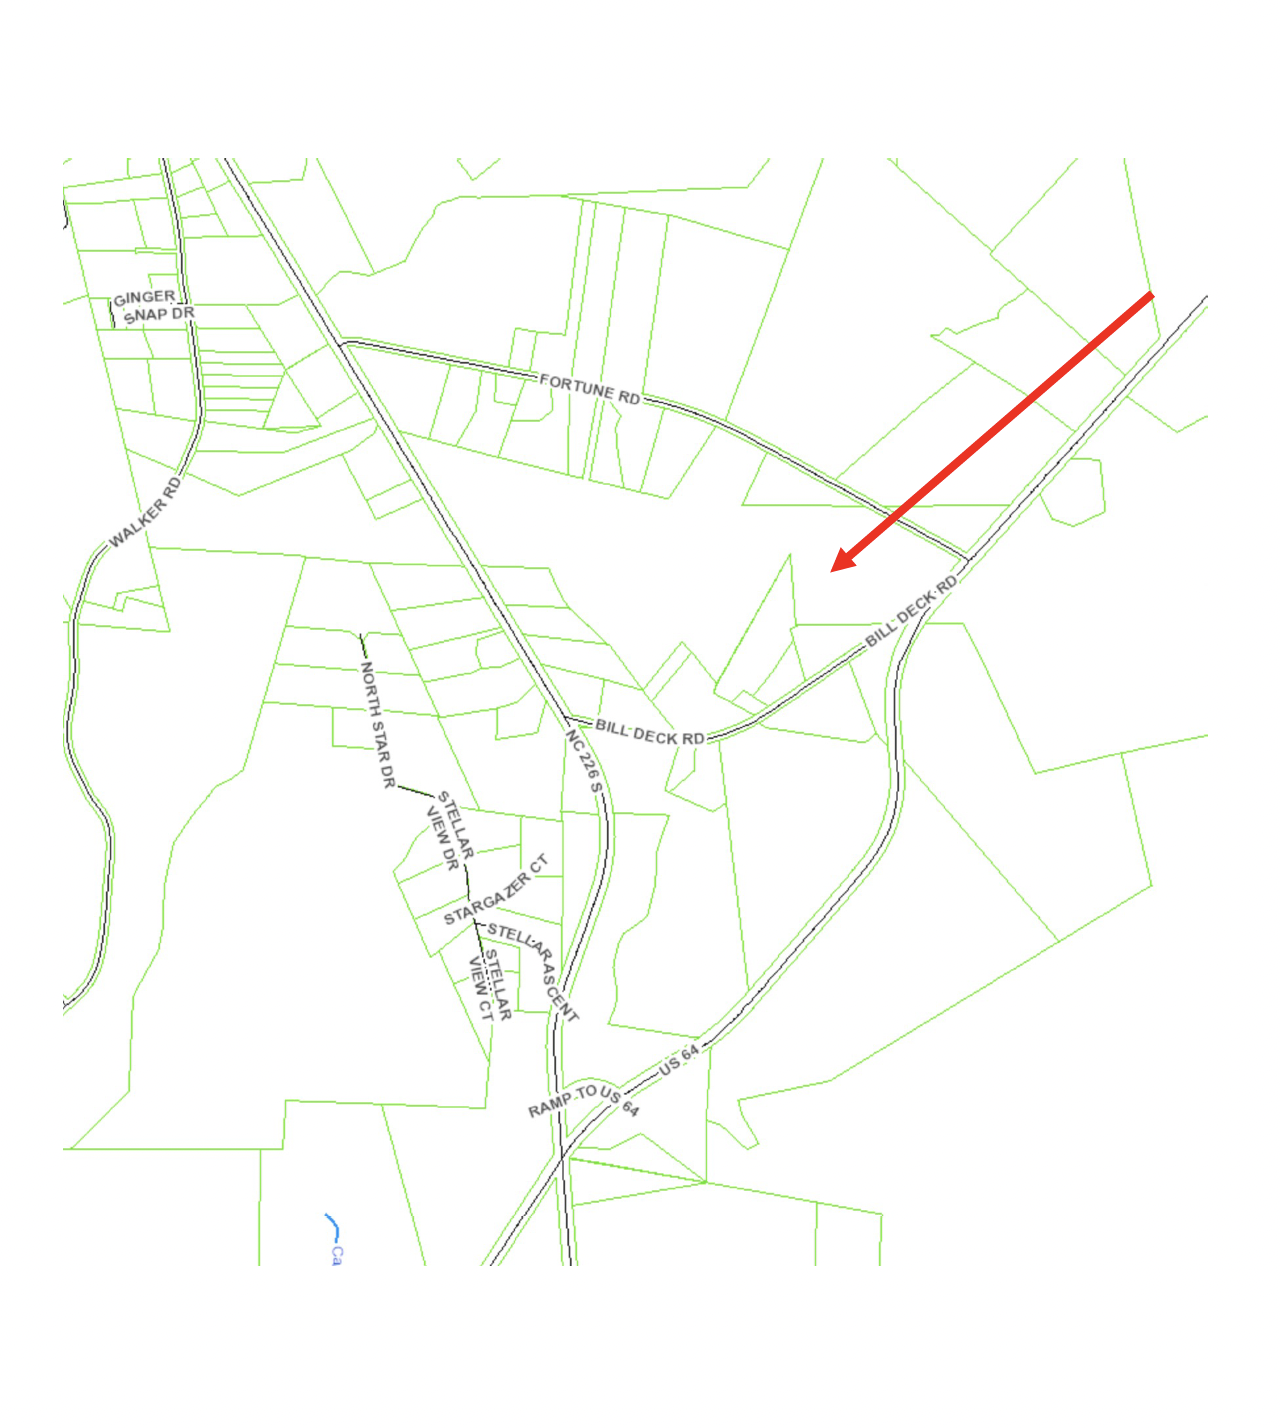 GINGER
SNAP DR
FORTUNE RD
WALKER RD
BILL DECK RD
NORTH STAR DR
BILL DECK RD
NC 226 S
STELLAR
VIEW DR
STARGAZER CT
STELLAR ASCENT
STELLAR
VIEW CT
US 64
RAMP TO US 64
Ca